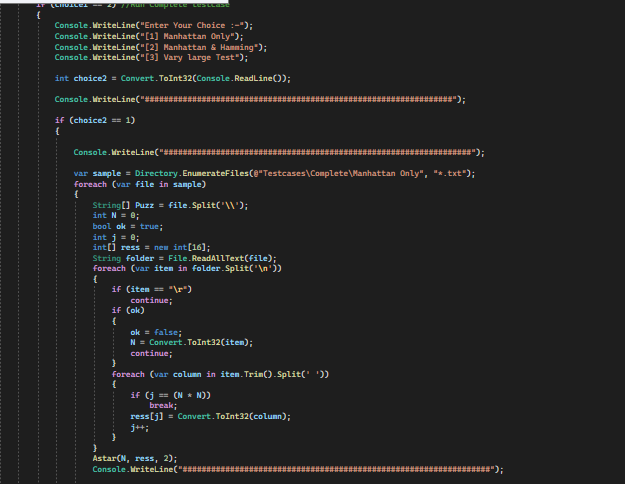 if (choice1 == 2) //Run Complete testcase
{
Console.WriteLine("Enter Your Choice :-");
Console.WriteLine("[1] Manhattan Only");
Console.WriteLine("[2] Manhattan & Hamming");
Console.WriteLine("[3] Vary large Test");
int choice2 = Convert.ToInt32(Console.ReadLine());
Console.WriteLine("#################################################################");
if (choice2 == 1)
{
Console.WriteLine("#################################################################");
var sample = Directory.EnumerateFiles(@"Testcases\Complete\Manhattan Only", "*.txt");
foreach (var file in sample)
{
String[] Puzz = file.Split('\\');
int N = 0;
bool ok = true;
int j = 0;
int[] ress = new int[16];
String folder = File.ReadAllText(file);
foreach (var item in folder.Split('\n'))
{
if (item == "\r")
continue;
if (ok)
{
ok = false;
N = Convert.ToInt32(item);
continue;
}
foreach (var column in item.Trim().Split(' '))
{
if (j == (N * N))
break;
ress[j] = Convert.ToInt32(column);
j++;
}
}
Astar(N, ress, 2);
Console.WriteLine("#################################################################");